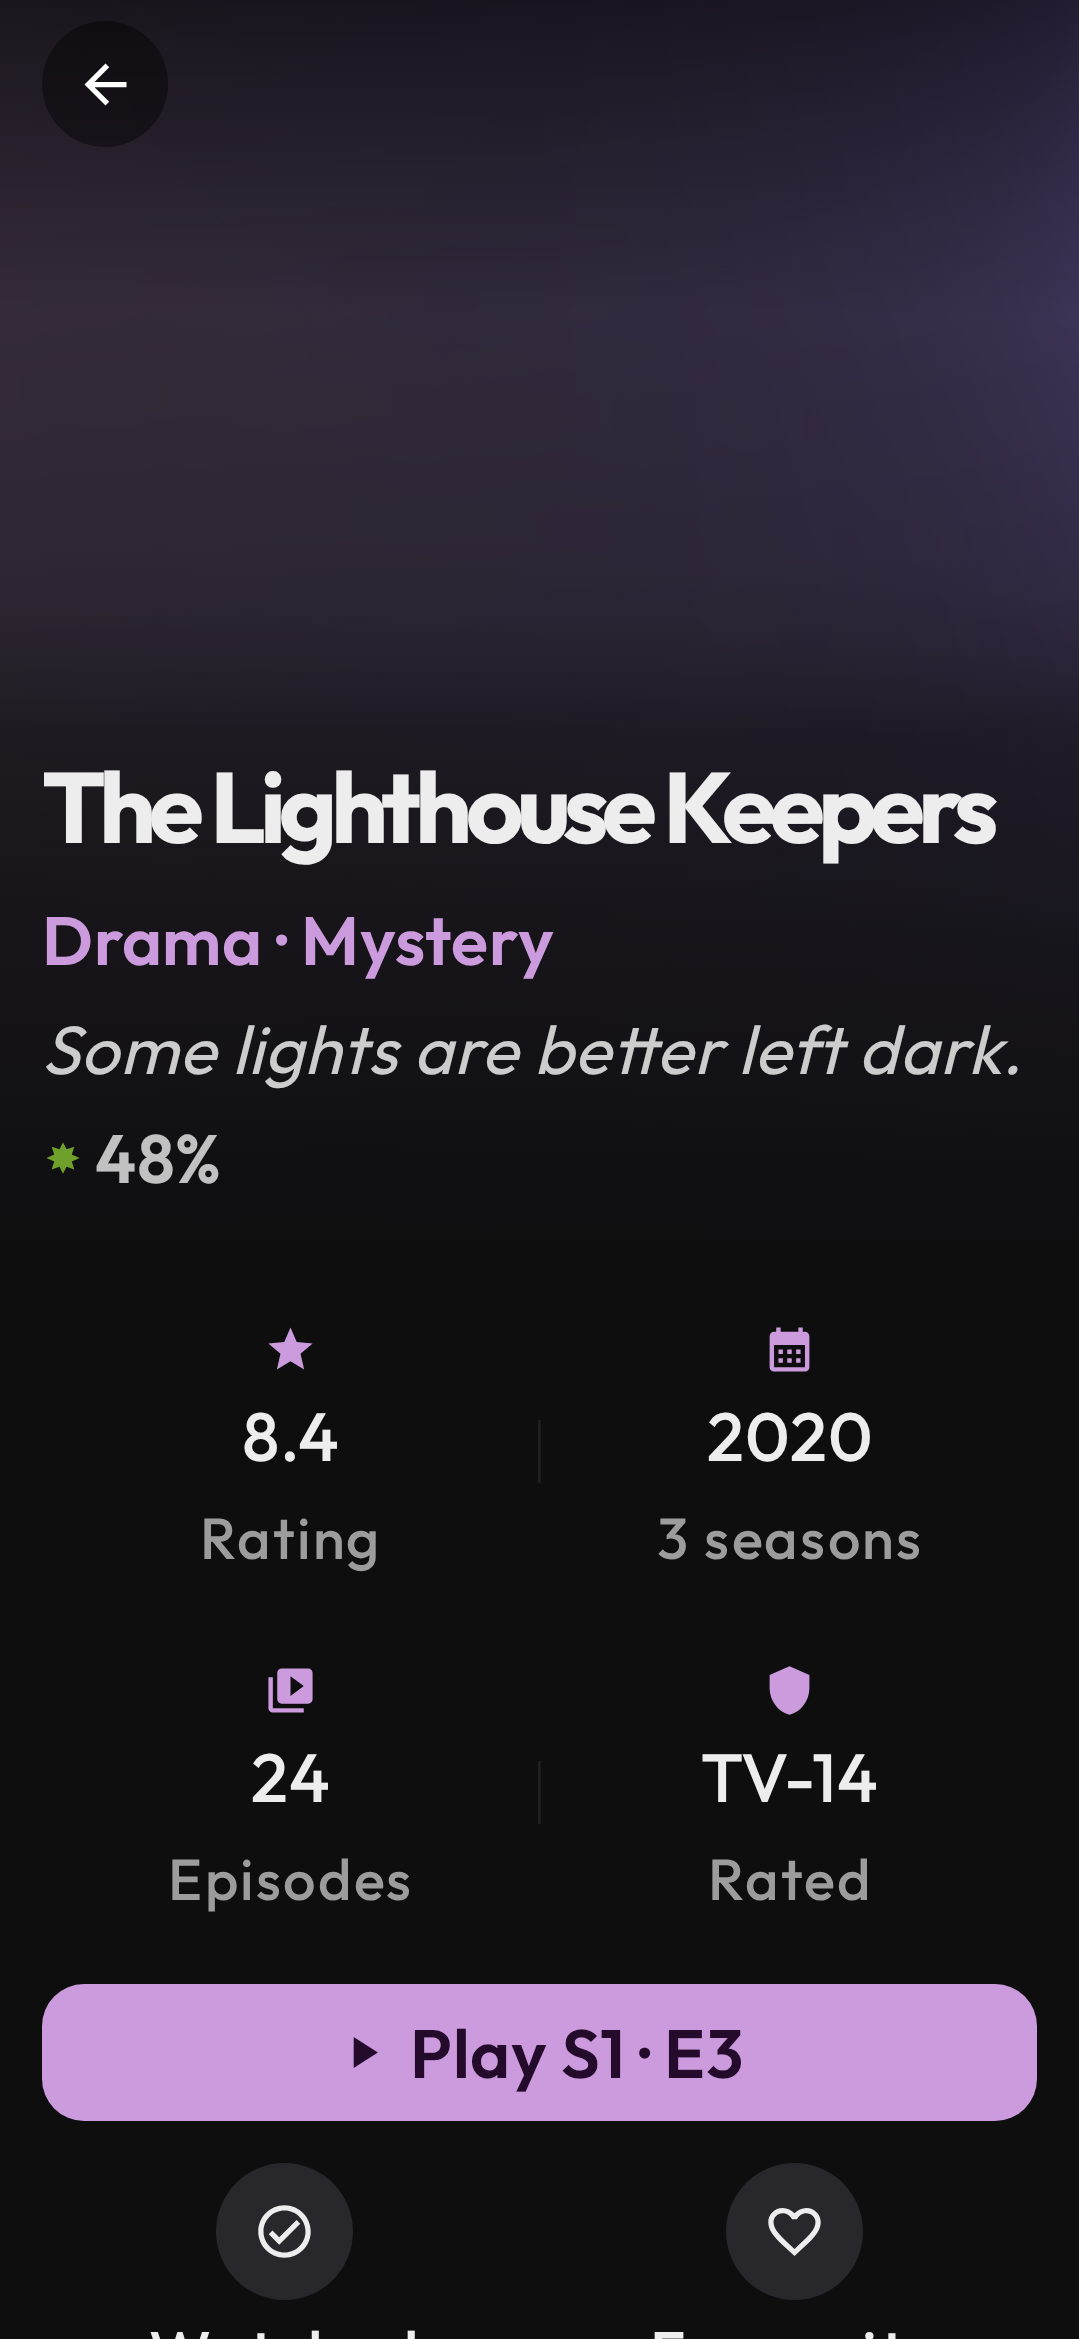 The Lighthouse Keepers
Drama · Mystery
Some lights are better left dark.
48%
8.4
2020
Rating
3 seasons
24
TV-14
Episodes
Rated
Play S1 · E3